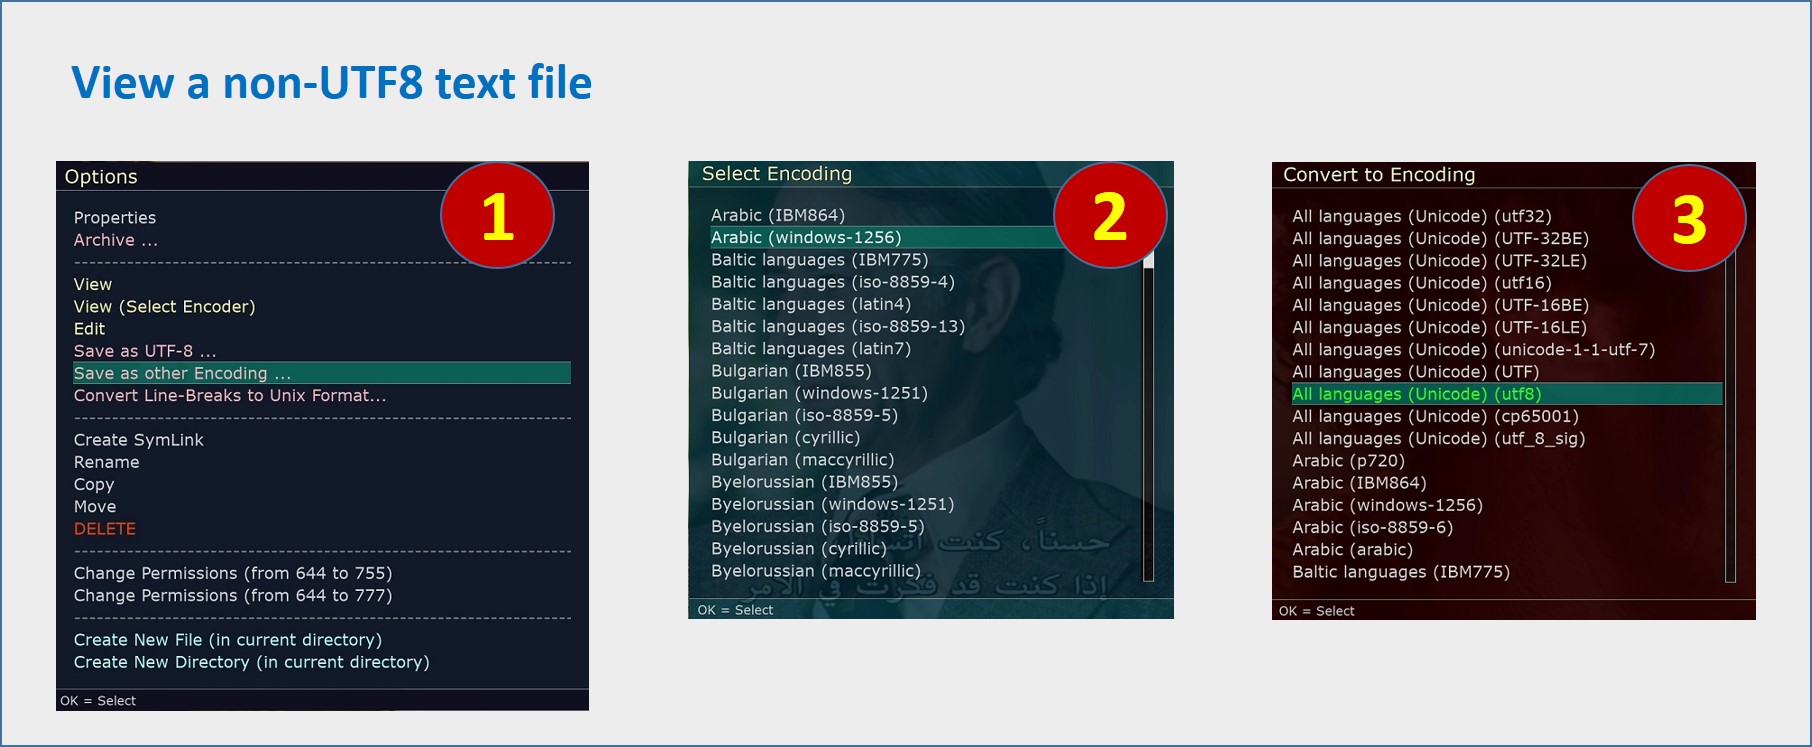 View a non-UTF8 text file
Options
1
Properties
Archive ...
View
View (Select Encoder)
Edit
Save as UTF-8 ...
Save as other Encoding ...
Convert Line-Breaks to Unix Format...
Create SymLink
Rename
Copy
Move
DELETE
Change Permissions (from 644 to 755)
Change Permissions (from 644 to 777)
Create New File (in current directory)
Create New Directory (in current directory)
OK = Select
Select Encoding
2
Arabic (IBM864)
Arabic (windows-1256)
Baltic languages (IBM775)
Baltic languages (iso-8859-4)
Baltic languages (latin4)
Baltic languages (iso-8859-13)
Baltic languages (latin7)
Bulgarian (IBM855)
Bulgarian (windows-1251)
Bulgarian (iso-8859-5)
Bulgarian (cyrillic)
Bulgarian (maccyrillic)
Byelorussian (IBM855)
Byelorussian (windows-1251)
Byelorussian (iso-8859-5)
Byelorussian (cyrillic)
Byelorussian (maccyrillic)
حسناً، كنت أتساءل
إذا كنت قد فكرت في الأمر
OK = Select
Convert to Encoding
3
All languages (Unicode) (utf32)
All languages (Unicode) (UTF-32BE)
All languages (Unicode) (UTF-32LE)
All languages (Unicode) (utf16)
All languages (Unicode) (UTF-16BE)
All languages (Unicode) (UTF-16LE)
All languages (Unicode) (unicode-1-1-utf-7)
All languages (Unicode) (UTF)
All languages (Unicode) (utf8)
All languages (Unicode) (cp65001)
All languages (Unicode) (utf_8_sig)
Arabic (p720)
Arabic (IBM864)
Arabic (windows-1256)
Arabic (iso-8859-6)
Arabic (arabic)
Baltic languages (IBM775)
OK = Select